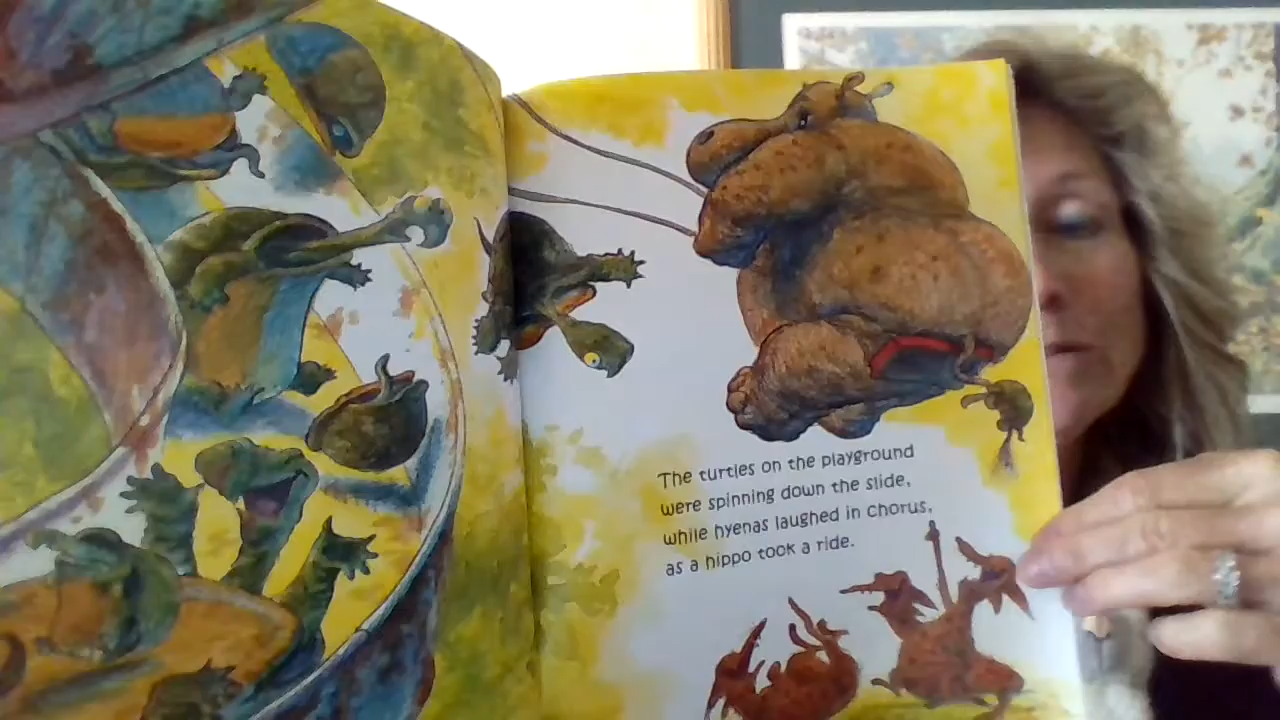 The turtles on the playground
were spinning down the slide,
while hyenas laughed in chorus,
as a hippo took a ride.